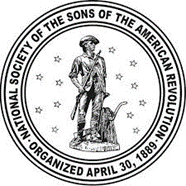 NATIONAL SOCIETY OF THE SONS OF THE AMERICAN REVOLUTION
ORGANIZED APRIL 30, 1889